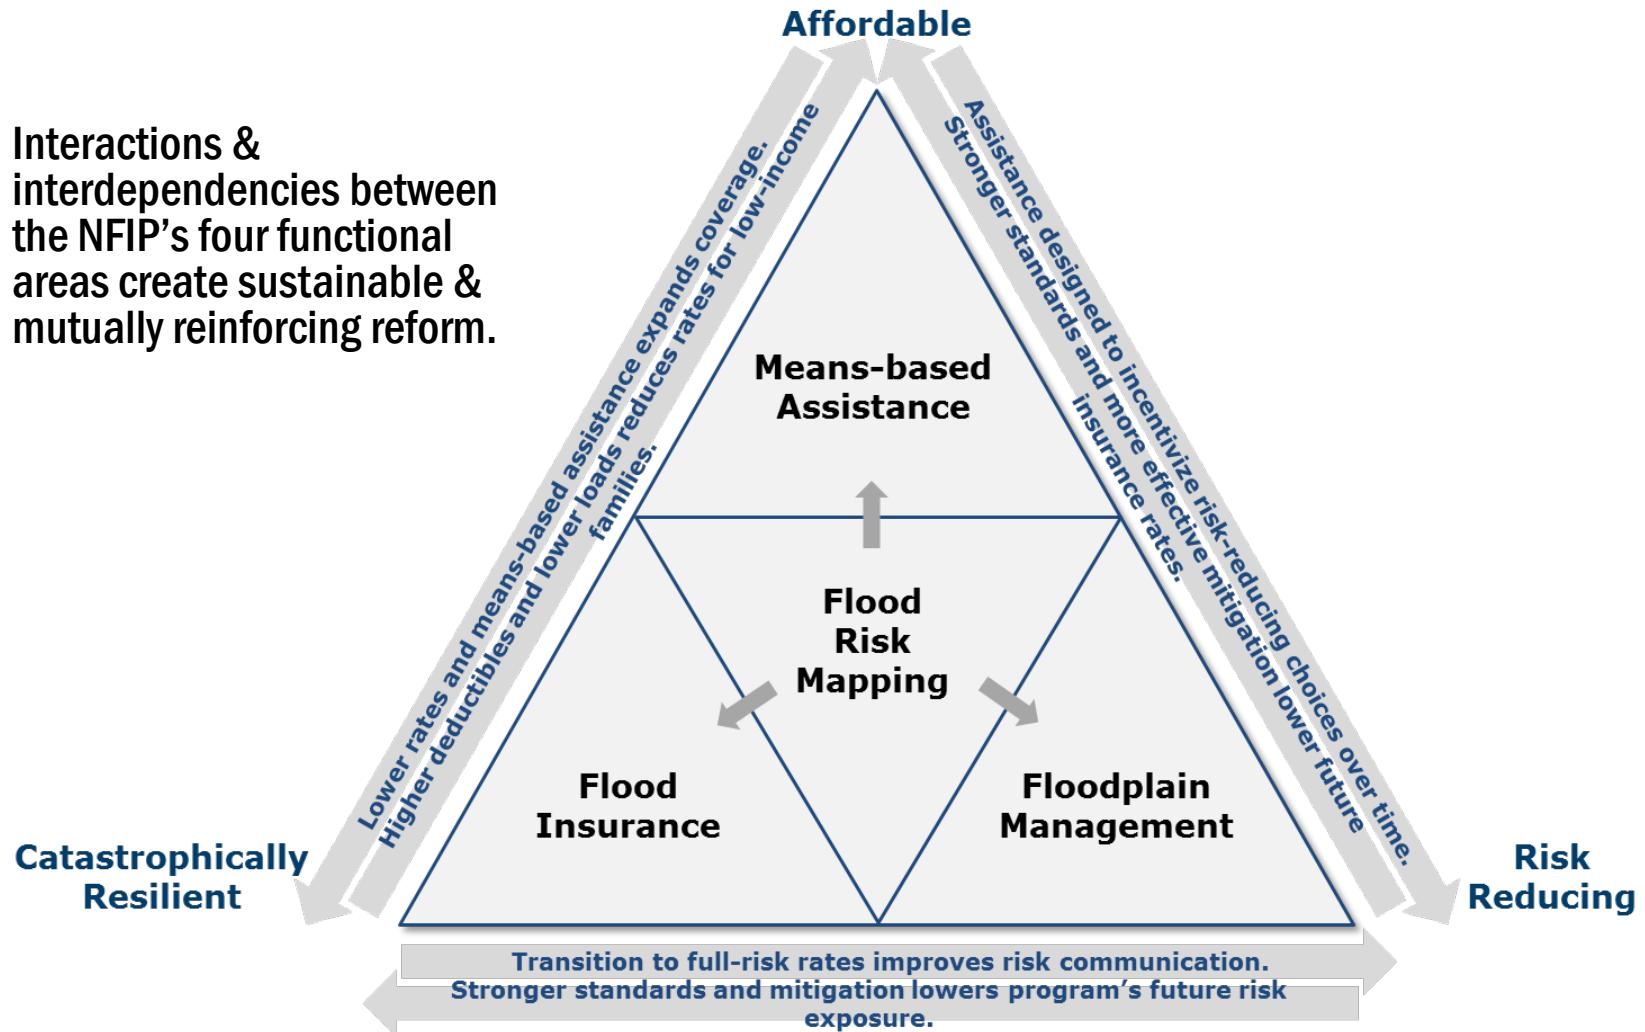 Affordable
Interactions &
interdependencies between
the NFIP’s four functional
areas create sustainable &
mutually reinforcing reform.
Lower rates and means-based assistance expands coverage.
Higher deductibles and lower loads reduces rates for low-income
families.
Assistance designed to incentivize risk-reducing choices over time.
Stronger standards and more effective mitigation lower future
insurance rates.
Means-based
Assistance
Flood
Risk
Mapping
Flood
Insurance
Floodplain
Management
Catastrophically
Resilient
Risk
Reducing
Transition to full-risk rates improves risk communication.
Stronger standards and mitigation lowers program’s future risk
exposure.